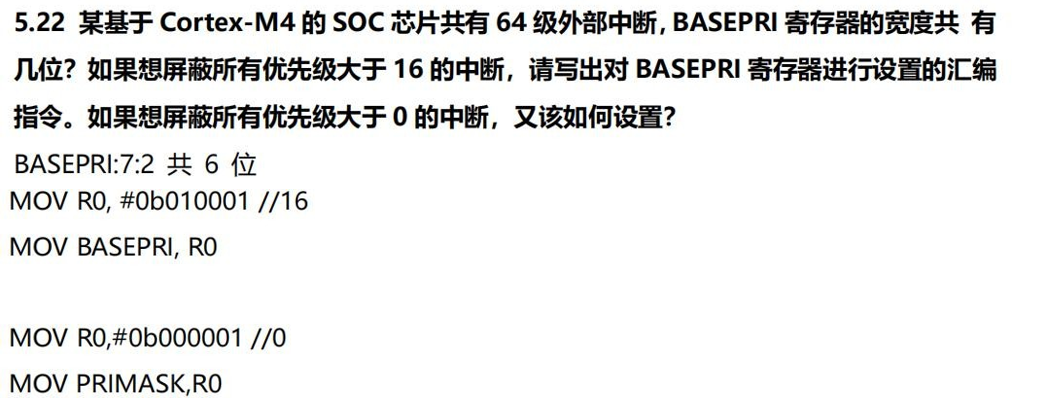 5.22 某基于 Cortex-M4 的 SOC 芯片共有 64 级外部中断, BASEPRI 寄存器的宽度共 有
几位？如果想屏蔽所有优先级大于 16 的中断，请写出对 BASEPRI 寄存器进行设置的汇编
指令。如果想屏蔽所有优先级大于 0 的中断，又该如何设置？
BASEPRI:7:2 共 6 位
MOV R0, #0b010001 //16
MOV BASEPRI, R0
MOV R0,#0b000001 //0
MOV PRIMASK,R0